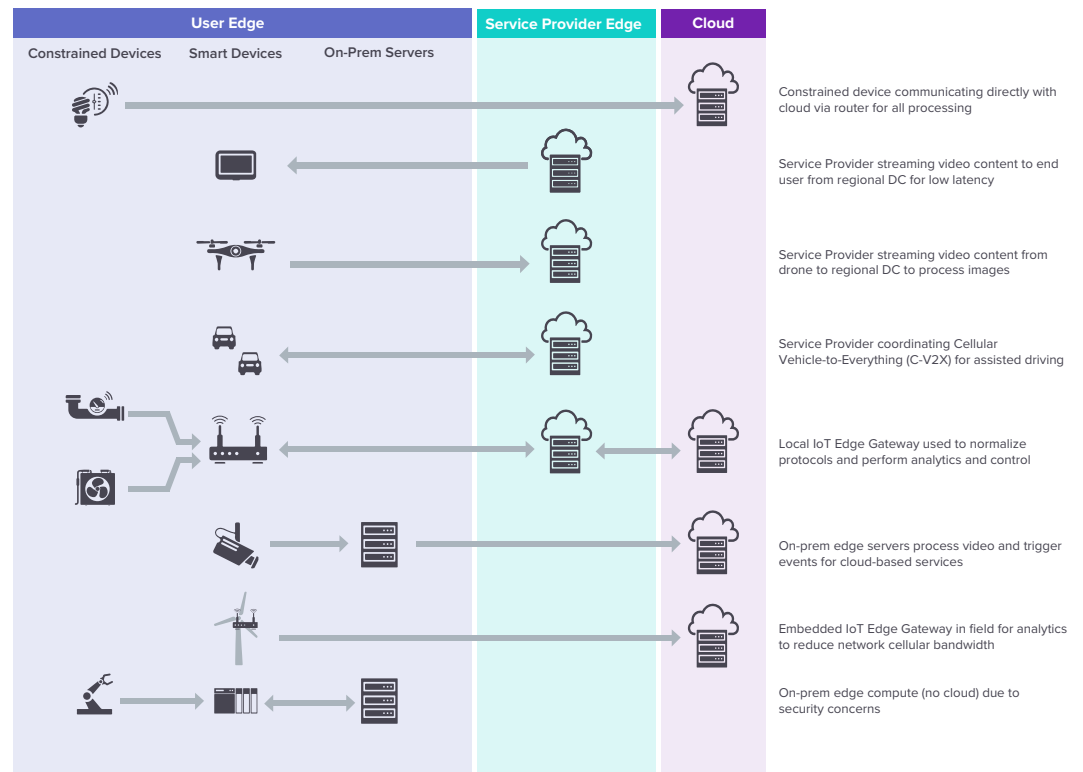 User Edge
Service Provider Edge
Cloud
Constrained Devices
Smart Devices
On-Prem Servers
Constrained device communicating directly with
cloud via router for all processing
Service Provider streaming video content to end
user from regional DC for low latency
Service Provider streaming video content from
drone to regional DC to process images
Service Provider coordinating Cellular
Vehicle-to-Everything (C-V2X) for assisted driving
Local IoT Edge Gateway used to normalize
protocols and perform analytics and control
On-prem edge servers process video and trigger
events for cloud-based services
Embedded IoT Edge Gateway in field for analytics
to reduce network cellular bandwidth
On-prem edge compute (no cloud) due to
security concerns